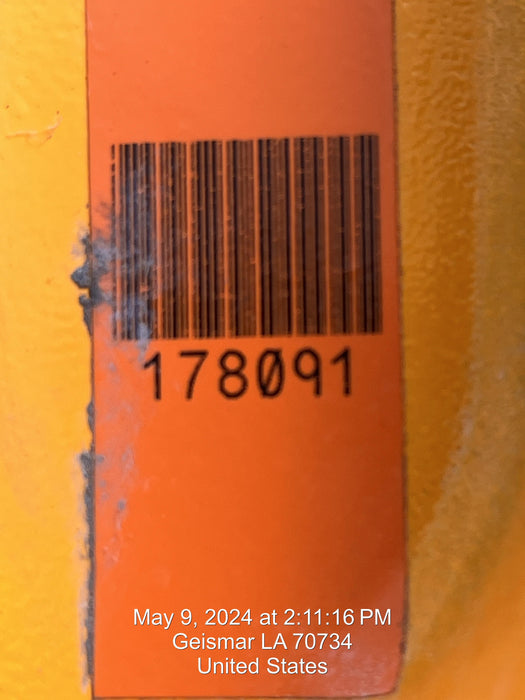 178091
May 9, 2024 at 2:11:16 PM
Geismar LA 70734
United States